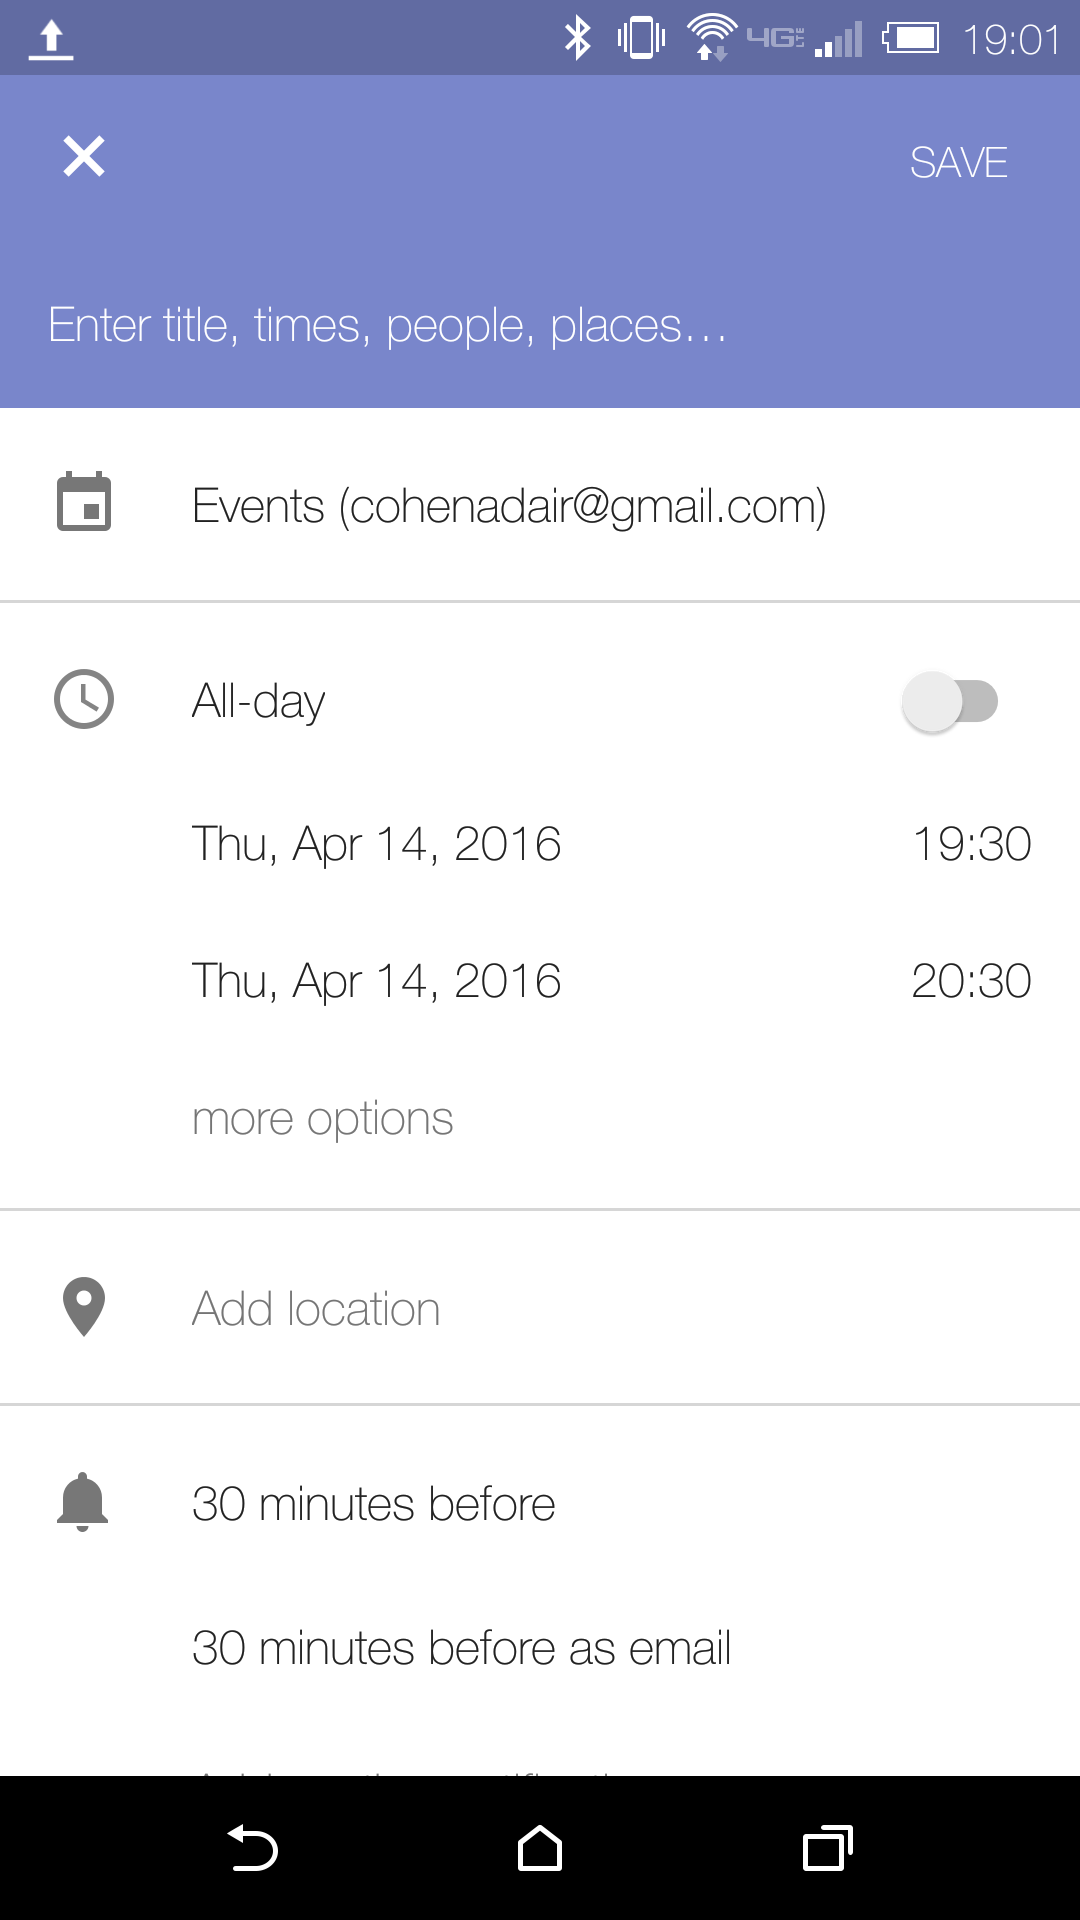 4G LTE 19:01
SAVE
Enter title, times, people, places...
Events (cohenadair@gmail.com)
All-day
Thu, Apr 14, 2016 19:30
Thu, Apr 14, 2016 20:30
more options
Add location
30 minutes before
30 minutes before as email